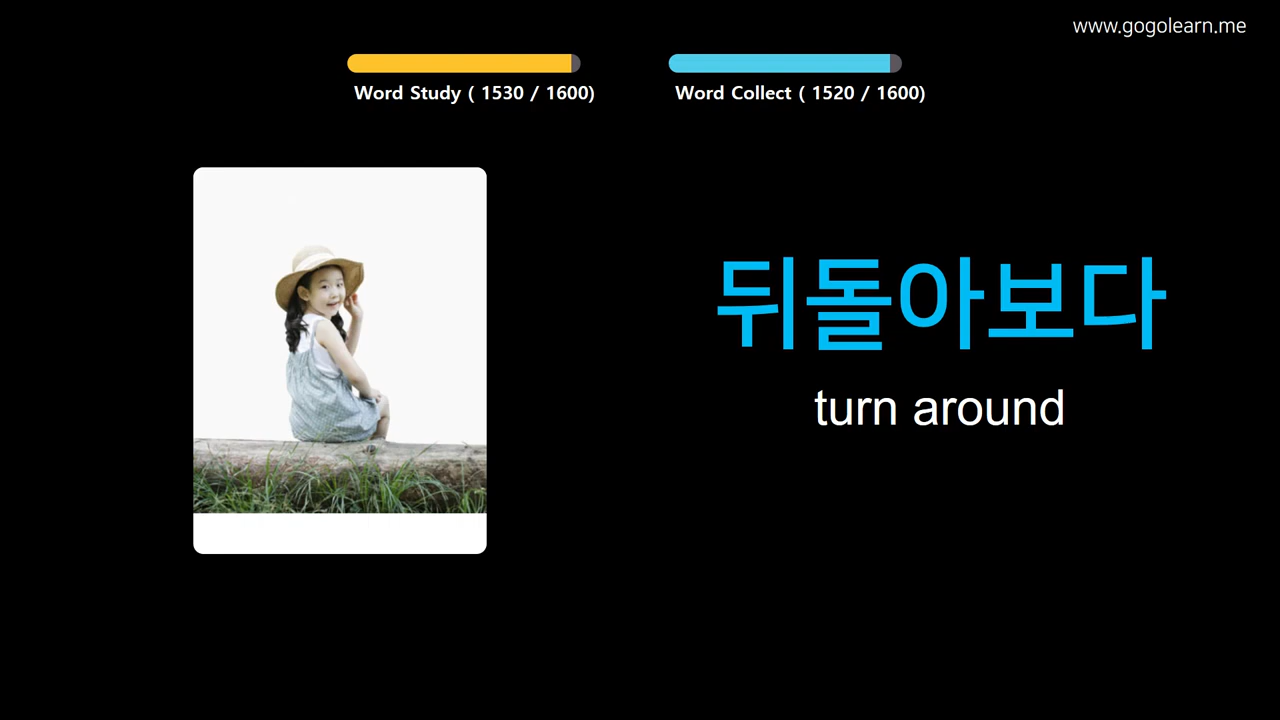 www.gogolearn.me
Word Study ( 1530 / 1600)
Word Collect ( 1520 / 1600)
뒤돌아보다
turn around